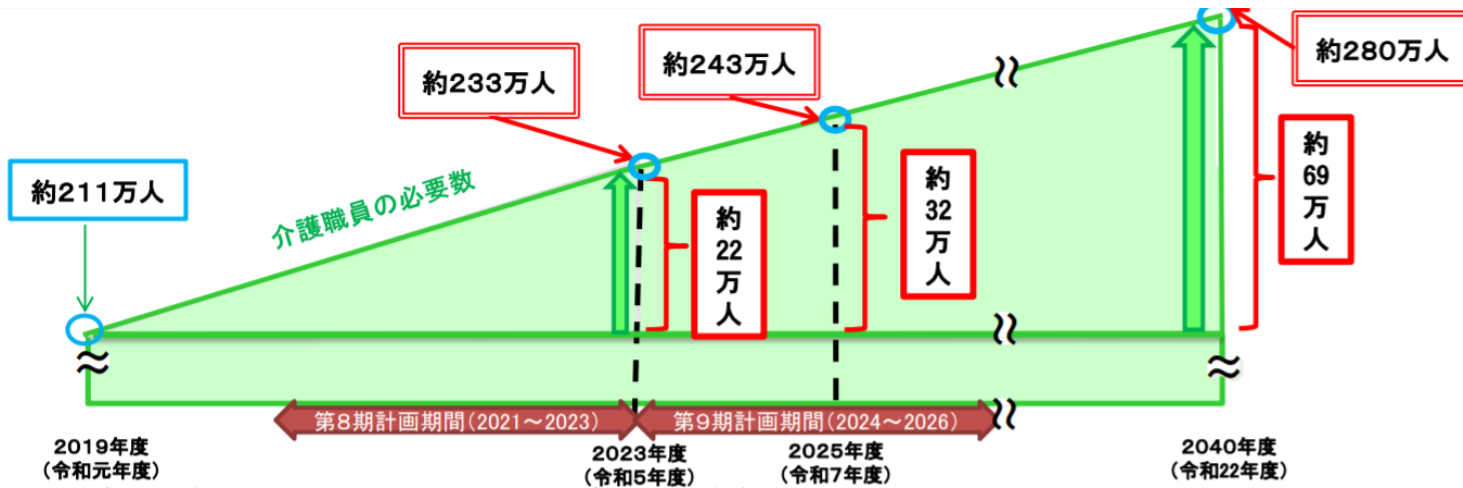 約280万人
約243万人
約233万人
約211万人
介護職員の必要数
約22万人
約32万人
約69万人
第8期計画期間(2021～2023)
第9期計画期間(2024～2026)
2019年度
(令和元年度)
2023年度
(令和5年度)
2025年度
(令和7年度)
2040年度
(令和22年度)